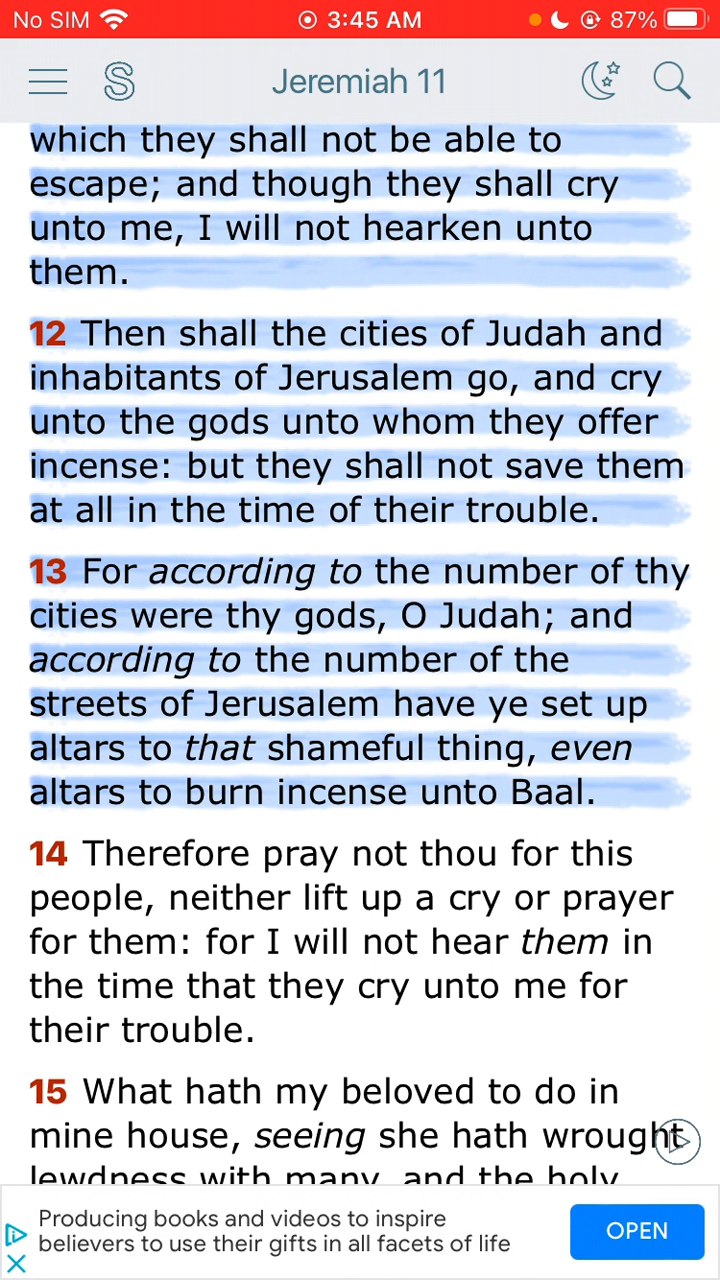 No SIM 3:45 AM 87%
Jeremiah 11
which they shall not be able to
escape; and though they shall cry
unto me, I will not hearken unto
them.
12 Then shall the cities of Judah and
inhabitants of Jerusalem go, and cry
unto the gods unto whom they offer
incense: but they shall not save them
at all in the time of their trouble.
13 For according to the number of thy
cities were thy gods, O Judah; and
according to the number of the
streets of Jerusalem have ye set up
altars to that shameful thing, even
altars to burn incense unto Baal.
14 Therefore pray not thou for this
people, neither lift up a cry or prayer
for them: for I will not hear them in
the time that they cry unto me for
their trouble.
15 What hath my beloved to do in
mine house, seeing she hath wrought
lewdness with many, and the holy
Producing books and videos to inspire
believers to use their gifts in all facets of life
OPEN